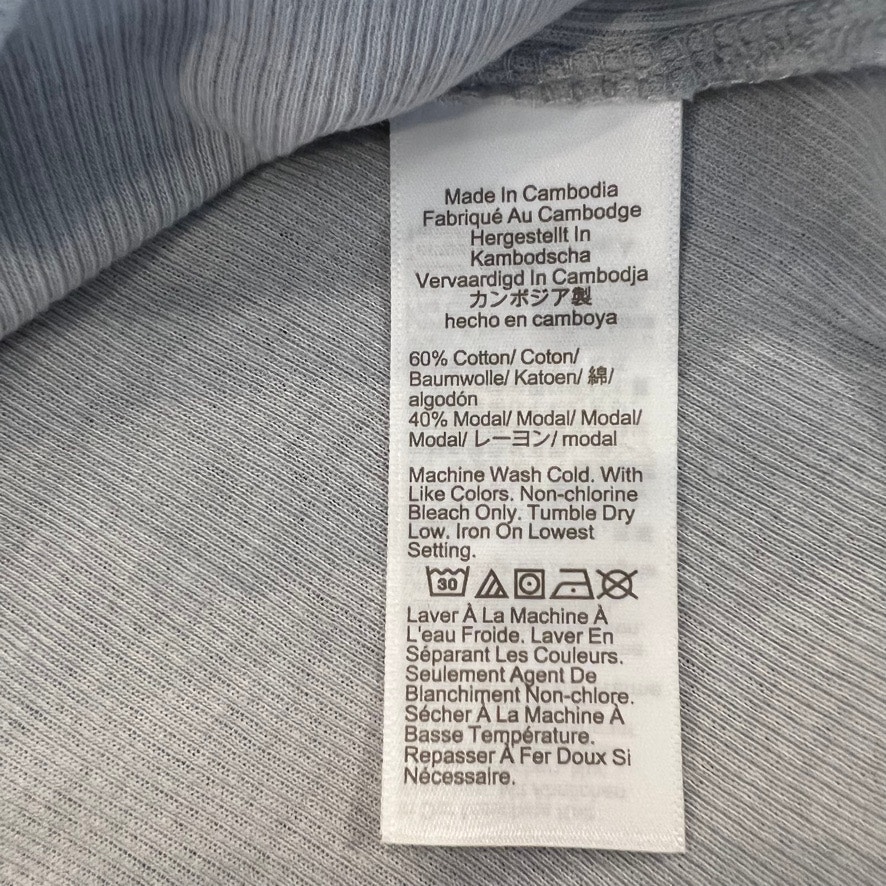 Made In Cambodia
Fabriqué Au Cambodge
Hergestellt In
Kambodscha
Vervaardigd In Cambodja
カンボジア製
hecho en camboya
60% Cotton/ Coton/
Baumwolle/ Katoen/ 綿/
algodón
40% Modal/ Modal/ Modal/
Modal/ レーヨン/ modal
Machine Wash Cold. With
Like Colors. Non-chlorine
Bleach Only. Tumble Dry
Low. Iron On Lowest
Setting.
30
Laver À La Machine À
L'eau Froide. Laver En
Séparant Les Couleurs.
Seulement Agent De
Blanchiment Non-chlore.
Sécher À La Machine À
Basse Température.
Repasser À Fer Doux Si
Nécessaire.